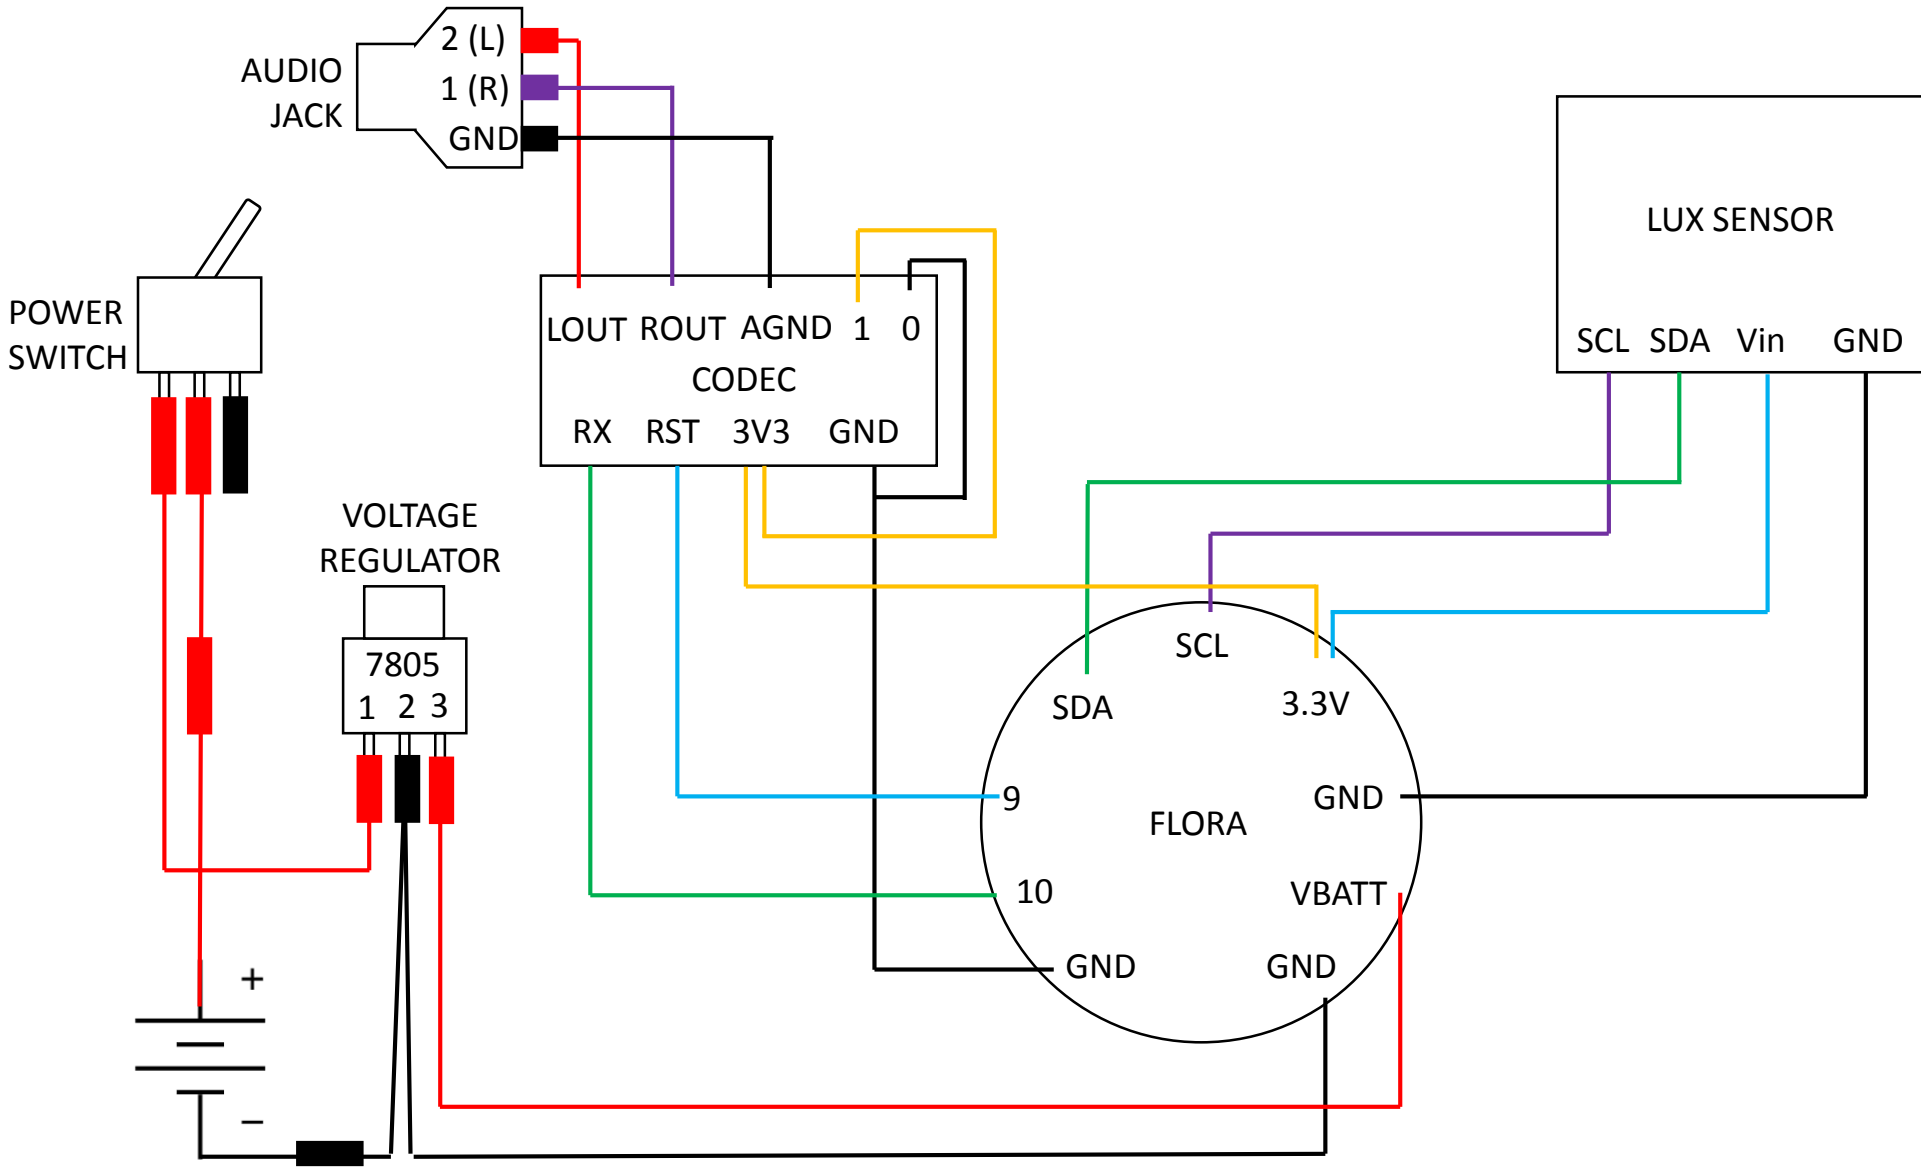 2 (L)
AUDIO
JACK
1 (R)
GND
LUX SENSOR
SCL SDA Vin GND
POWER
SWITCH
LOUT ROUT AGND 1 0
CODEC
RX RST 3V3 GND
VOLTAGE
REGULATOR
7805
1 2 3
SCL
SDA
3.3V
9
GND
FLORA
10
VBATT
GND
GND
+
−